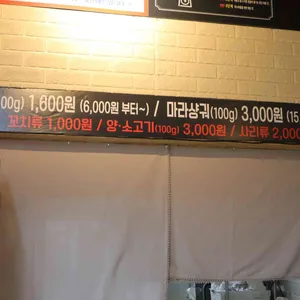 00g) 1,600원 (6,000원 부터~) / 마라샹궈(100g) 3,000원 (15
꼬치류 1,000원 / 양·소고기(100g) 3,000원 / 사리류 2,000